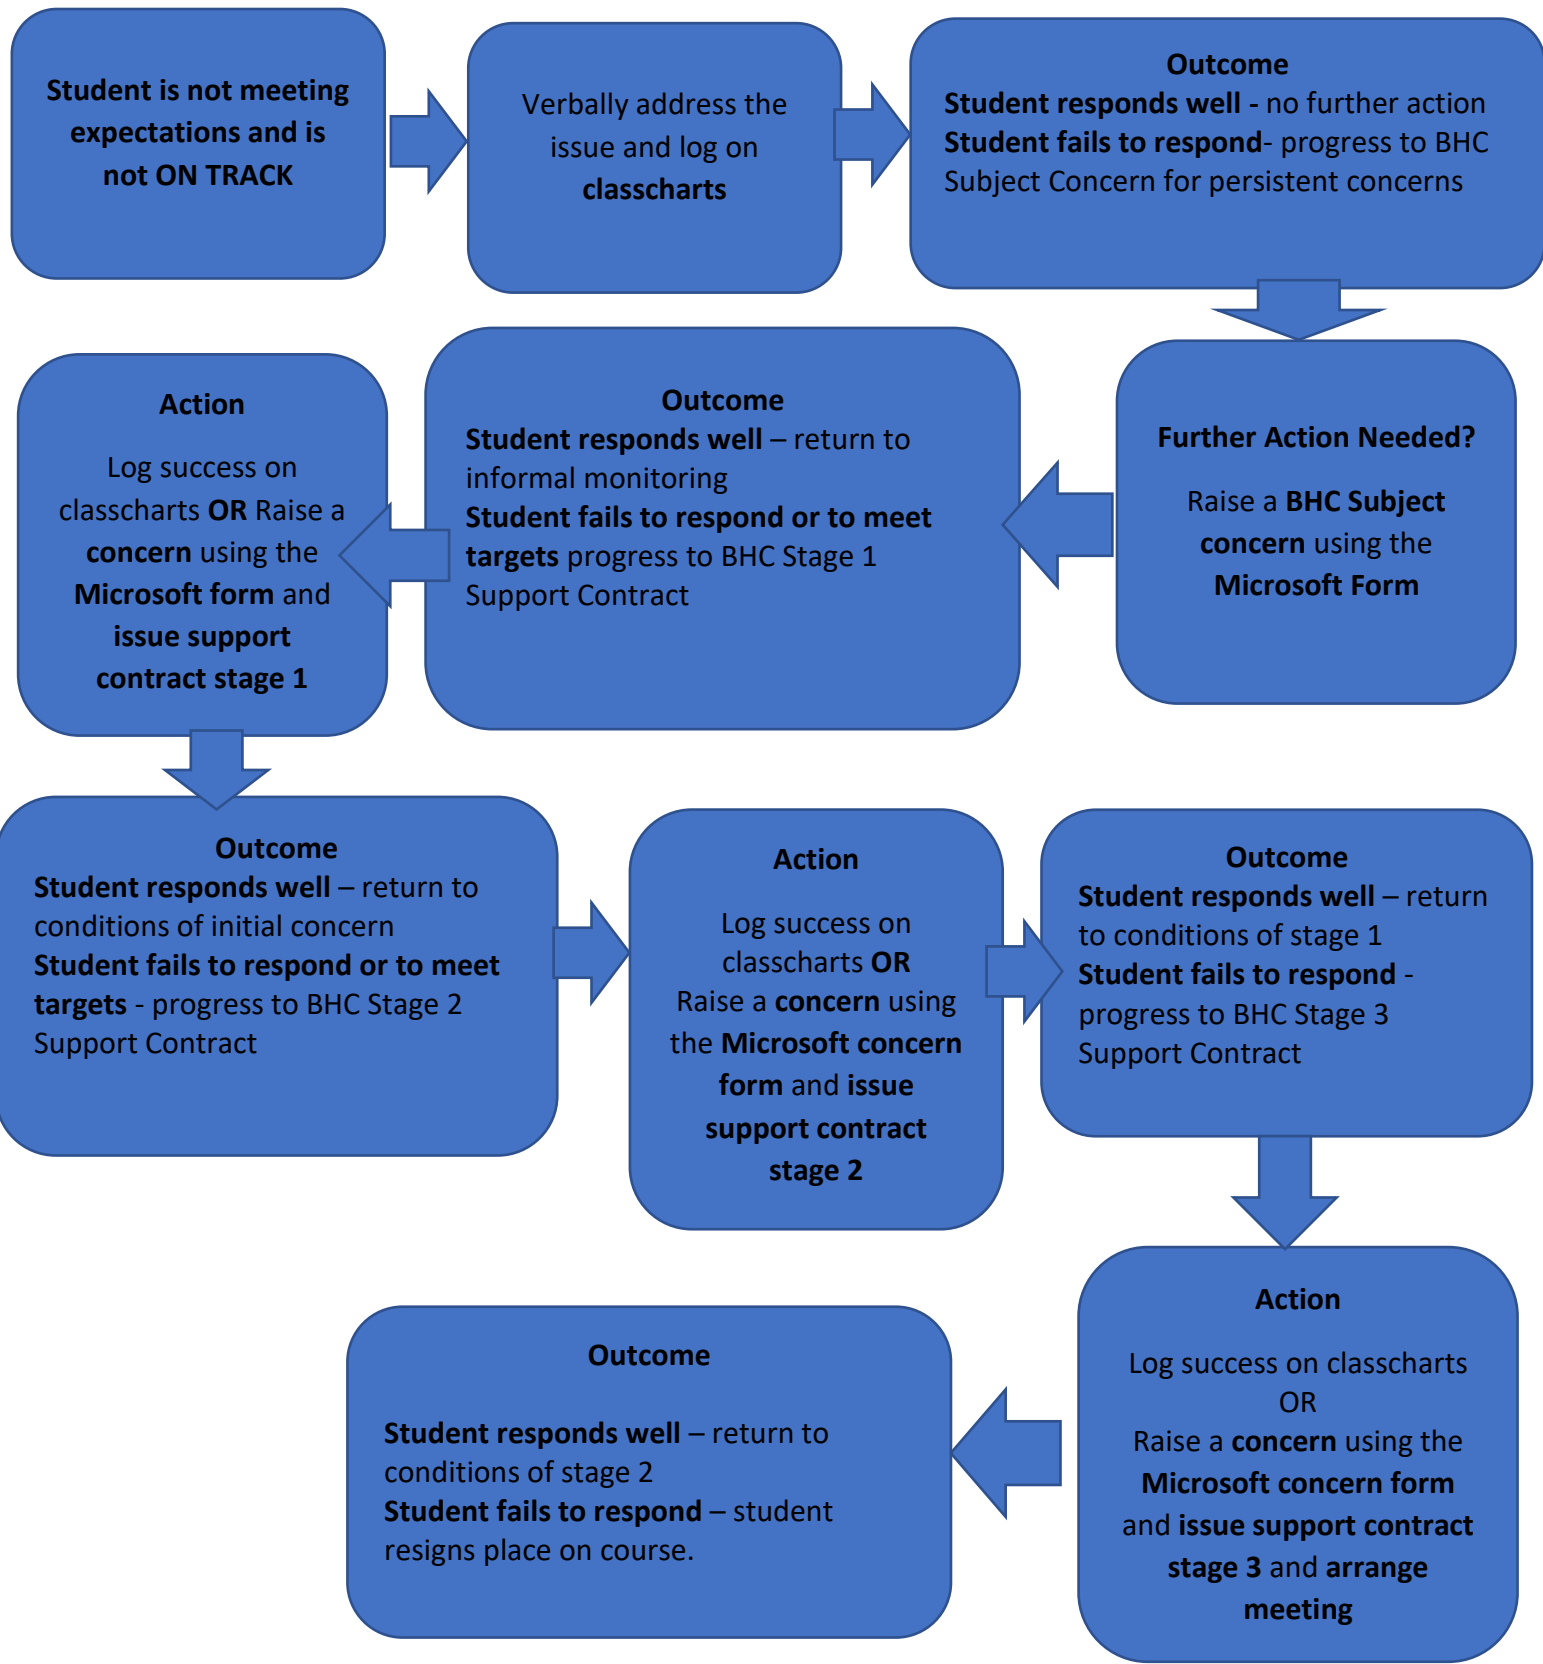 Student is not meeting
expectations and is
not ON TRACK
Verbally address the
issue and log on
classcharts
Outcome
Student responds well - no further action
Student fails to respond- progress to BHC
Subject Concern for persistent concerns
Further Action Needed?
Raise a BHC Subject
concern using the
Microsoft Form
Outcome
Student responds well – return to
informal monitoring
Student fails to respond or to meet
targets progress to BHC Stage 1
Support Contract
Action
Log success on
classcharts OR Raise a
concern using the
Microsoft form and
issue support
contract stage 1
Outcome
Student responds well – return to
conditions of initial concern
Student fails to respond or to meet
targets - progress to BHC Stage 2
Support Contract
Action
Log success on
classcharts OR
Raise a concern using
the Microsoft concern
form and issue
support contract
stage 2
Outcome
Student responds well – return
to conditions of stage 1
Student fails to respond -
progress to BHC Stage 3
Support Contract
Action
Log success on classcharts
OR
Raise a concern using the
Microsoft concern form
and issue support contract
stage 3 and arrange
meeting
Outcome
Student responds well – return to
conditions of stage 2
Student fails to respond – student
resigns place on course.